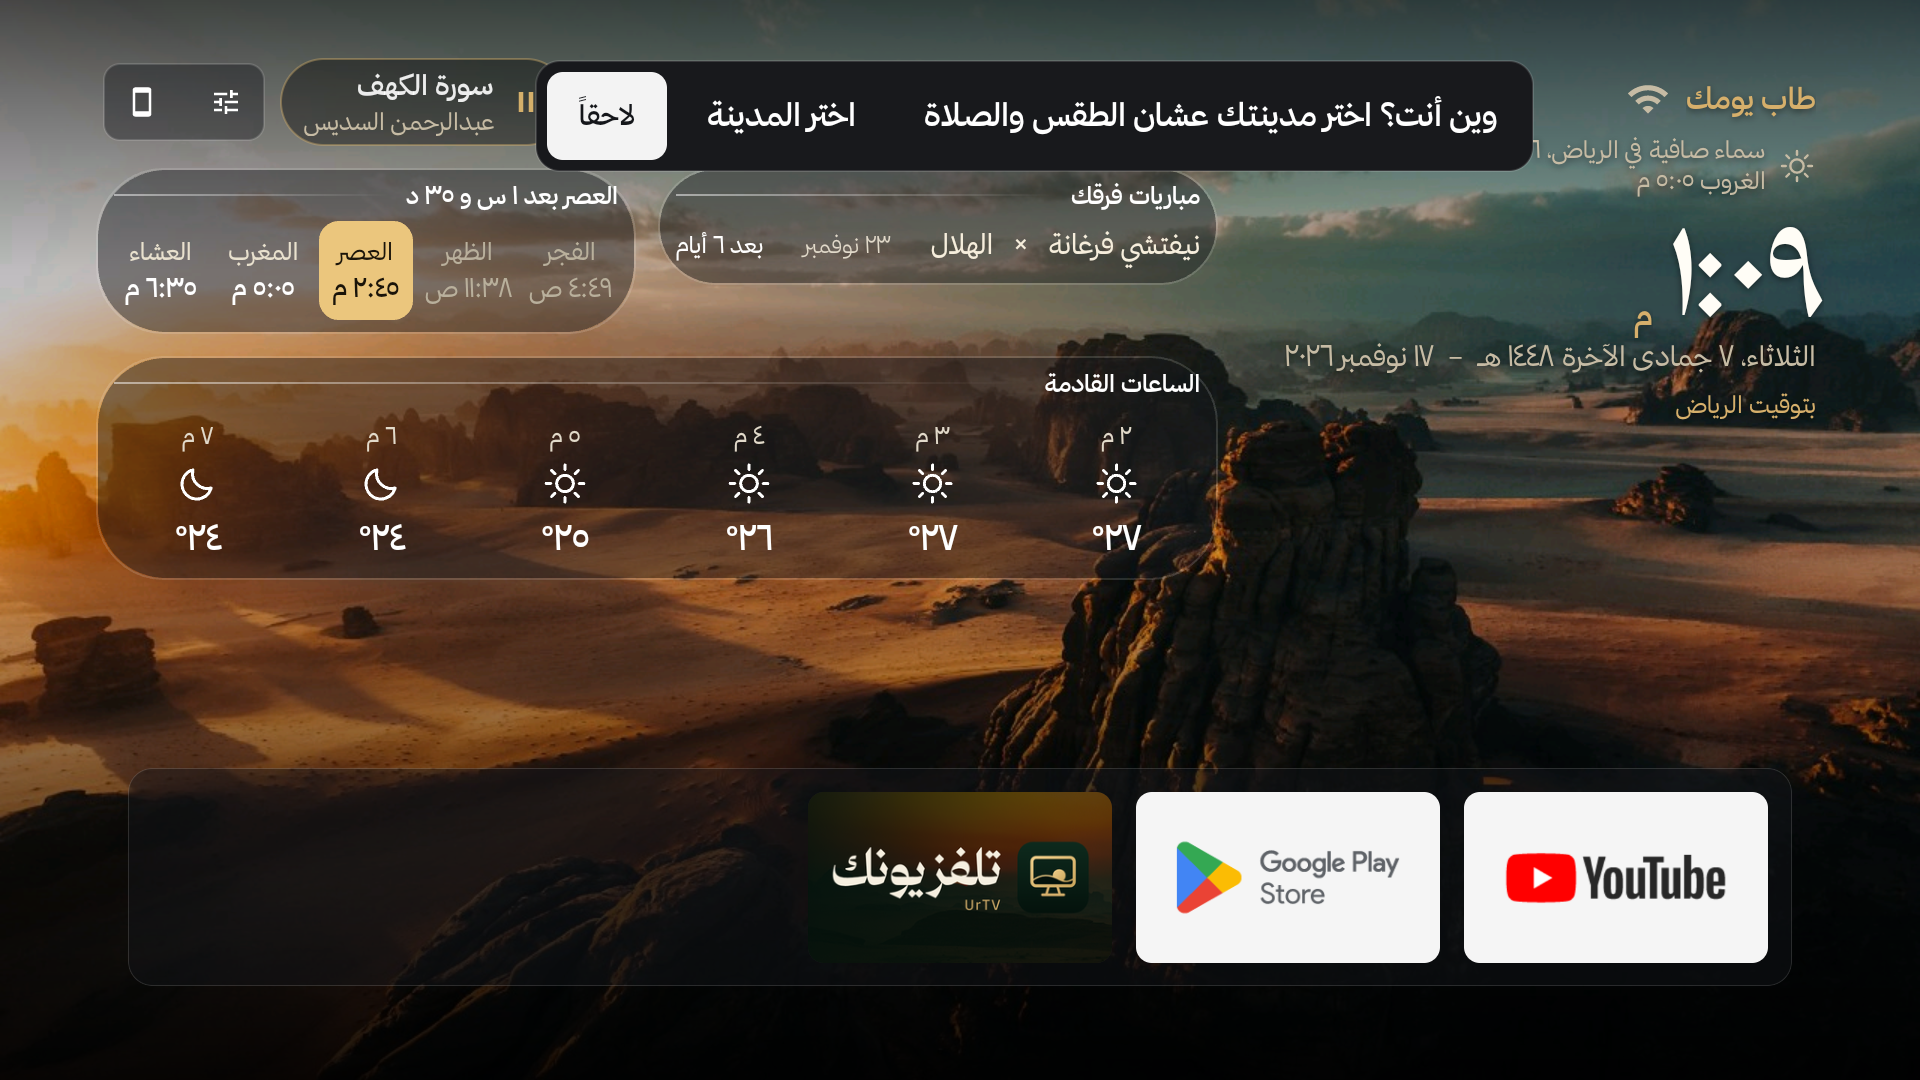 طاب يومك
سماء صافية في الرياض،
الغروب ٥:٠٥ م
١:٠٩ م
الثلاثاء، ٧ جمادى الآخرة ١٤٤٨ هـ – ١٧ نوفمبر ٢٠٢٦
بتوقيت الرياض
وين أنت؟ اختر مدينتك عشان الطقس والصلاة
اختر المدينة
لاحقاً
سورة الكهف
عبدالرحمن السديس
مباريات فرقك
نيفتشي فرغانة × الهلال ٢٣ نوفمبر بعد ٦ أيام
العصر بعد ١ س و ٣٥ د
الفجر الظهر العصر المغرب العشاء
٤:٤٩ ص ١١:٣٨ ص ٢:٤٥ م ٥:٠٥ م ٦:٣٥ م
الساعات القادمة
٢ م ٣ م ٤ م ٥ م ٦ م ٧ م
٢٧° ٢٧° ٢٦° ٢٥° ٢٤° ٢٤°
YouTube
Google Play
Store
تلفزيونك
UrTV